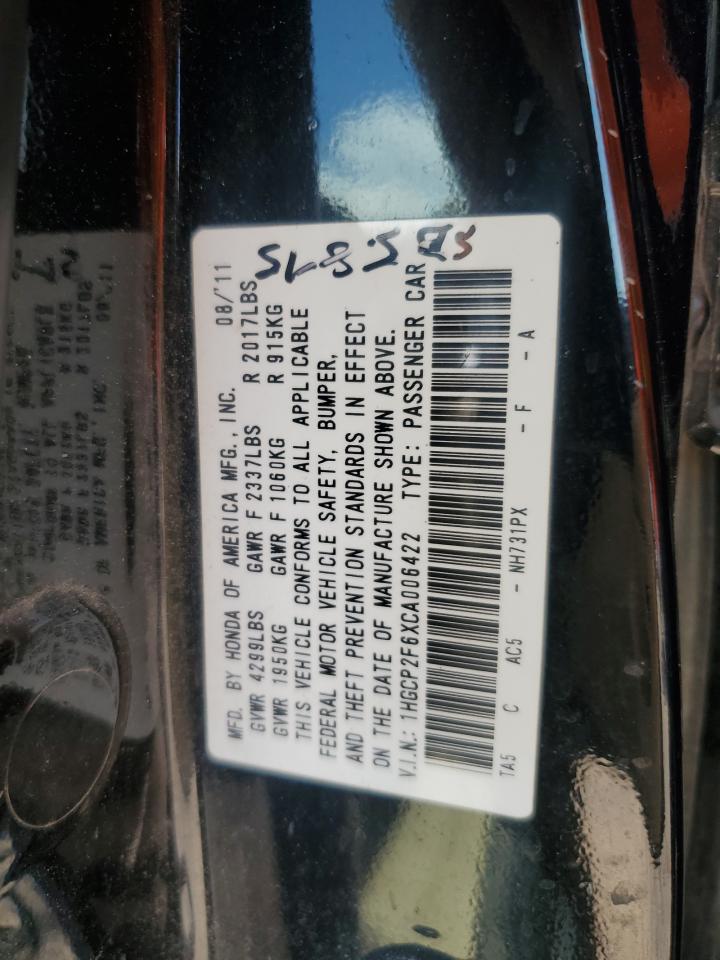 MFD. BY HONDA OF AMERICA MFG., INC. 08/'11
GVWR 4299LBS GAWR F 2337LBS R 2017LBS
GVWR 1950KG GAWR F 1060KG R 915KG
THIS VEHICLE CONFORMS TO ALL APPLICABLE
FEDERAL MOTOR VEHICLE SAFETY, BUMPER,
AND THEFT PREVENTION STANDARDS IN EFFECT
ON THE DATE OF MANUFACTURE SHOWN ABOVE.
V.I.N.: 1HGCP2F6XCA006422 TYPE: PASSENGER CAR
TA5 C AC5 - NH731PX - F - A